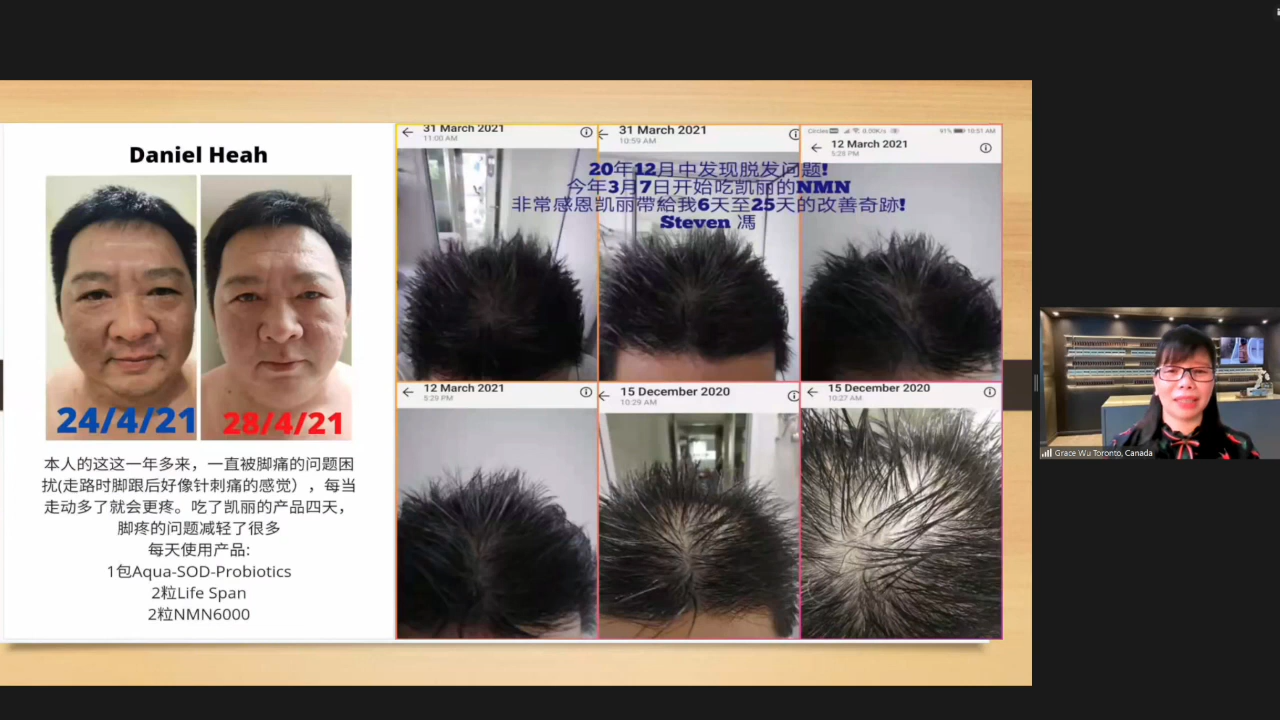 Daniel Heah
24/4/21
28/4/21
本人的这这一年多来，一直被脚痛的问题困
扰(走路时脚跟后好像针刺痛的感觉），每当
走动多了就会更疼。吃了凯丽的产品四天，
脚疼的问题减轻了很多
每天使用产品:
1包Aqua-SOD-Probiotics
2粒Life Span
2粒NMN6000
31 March 2021
11:00 AM
31 March 2021
10:59 AM
91% 10:51 AM
12 March 2021
5:28 PM
20年12月中发现脱发问题!
今年3月7日开始吃凯丽的NMN
非常感恩凯丽带給我6天至25天的改善奇跡!
Steven 馮
12 March 2021
5:29 PM
15 December 2020
10:29 AM
15 December 2020
10:27 AM
Grace Wu Toronto, Canada